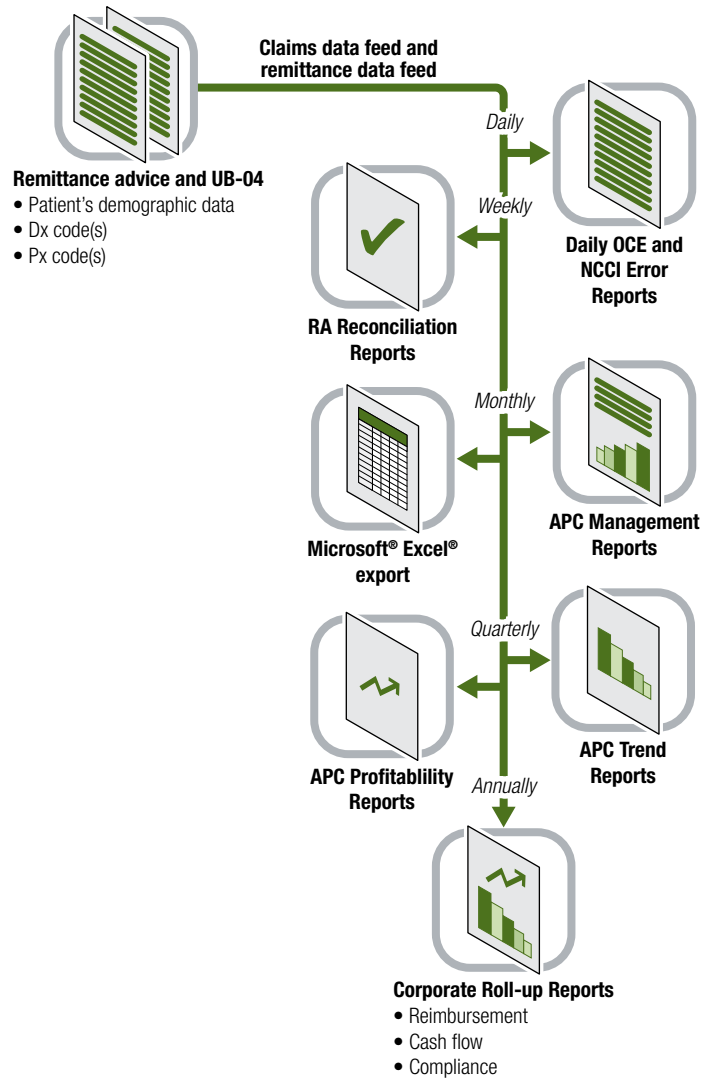 Claims data feed and
remittance data feed
Remittance advice and UB-04
• Patient's demographic data
• Dx code(s)
• Px code(s)
Daily
Daily OCE and
NCCI Error
Reports
Weekly
RA Reconciliation
Reports
Monthly
APC Management
Reports
Microsoft® Excel®
export
Quarterly
APC Trend
Reports
APC Profitablility
Reports
Annually
Corporate Roll-up Reports
• Reimbursement
• Cash flow
• Compliance